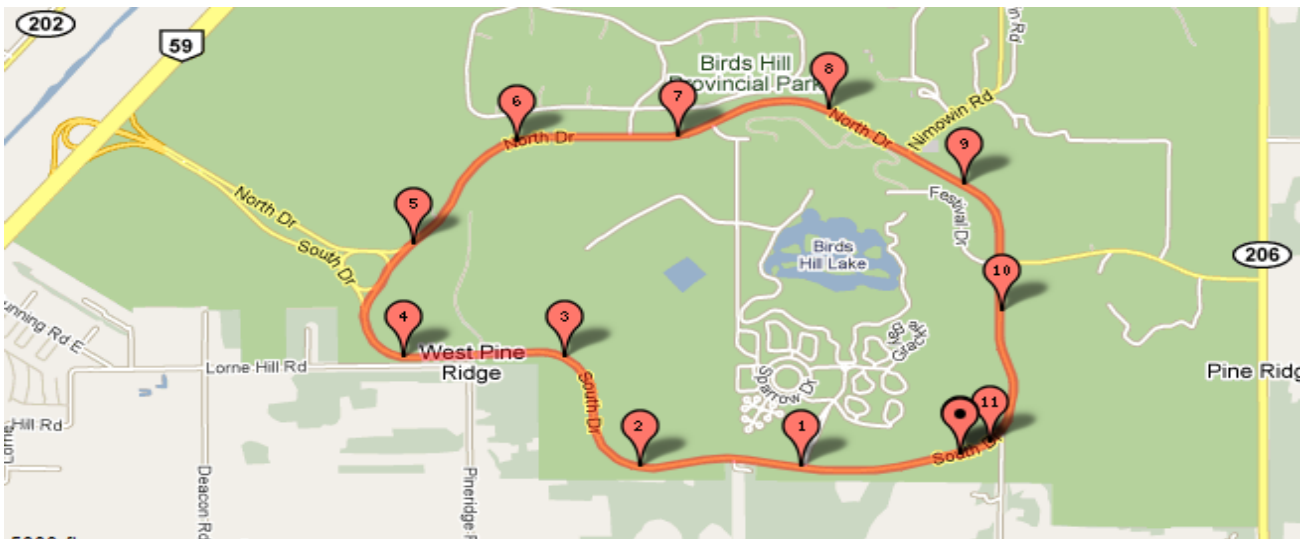 202
59
Birds Hill
Provincial Park
8
7
6
North Dr
North Dr
Nimowin Rd
9
5
North Dr
South Dr
Festival Dr
Birds
Hill Lake
206
10
4
3
West Pine
Ridge
Lorne Hill Rd
South Dr
Sparrow Dr
Pine Ridg
Hill Rd
Lorne
2
1
11
South Dr
Deacon Rd
Pineridge R